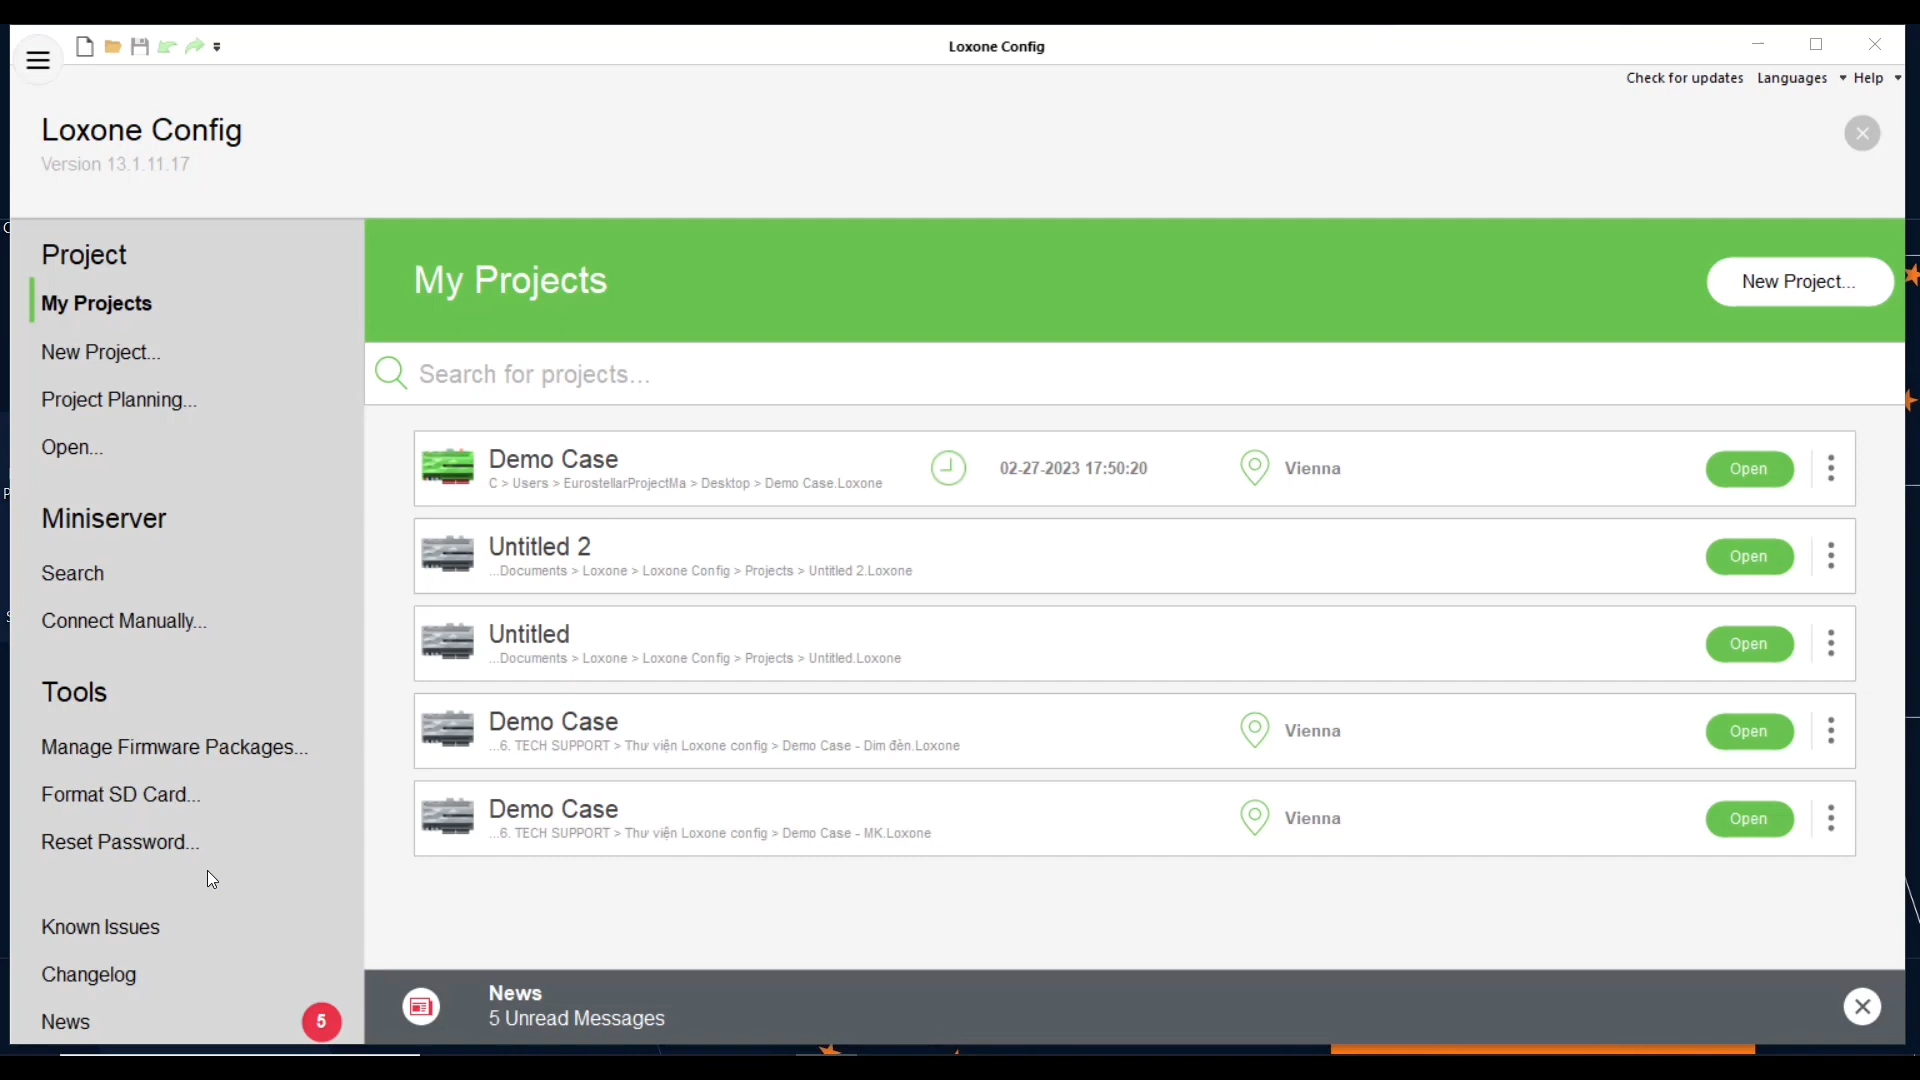 Loxone Config
Check for updates Languages Help
Loxone Config
Version 13.1.11.17
Project
My Projects
New Project...
Project Planning...
Open...
Miniserver
Search
Connect Manually...
Tools
Manage Firmware Packages...
Format SD Card...
Reset Password...
Known Issues
Changelog
News 5
My Projects
New Project...
Search for projects...
Demo Case
C > Users > EurostellarProjectMa > Desktop > Demo Case.Loxone
02-27-2023 17:50:20
Vienna
Open
Untitled 2
...Documents > Loxone > Loxone Config > Projects > Untitled 2.Loxone
Open
Untitled
...Documents > Loxone > Loxone Config > Projects > Untitled.Loxone
Open
Demo Case
...6. TECH SUPPORT > Thư viện Loxone config > Demo Case - Dim đèn.Loxone
Vienna
Open
Demo Case
...6. TECH SUPPORT > Thư viện Loxone config > Demo Case - MK.Loxone
Vienna
Open
News
5 Unread Messages